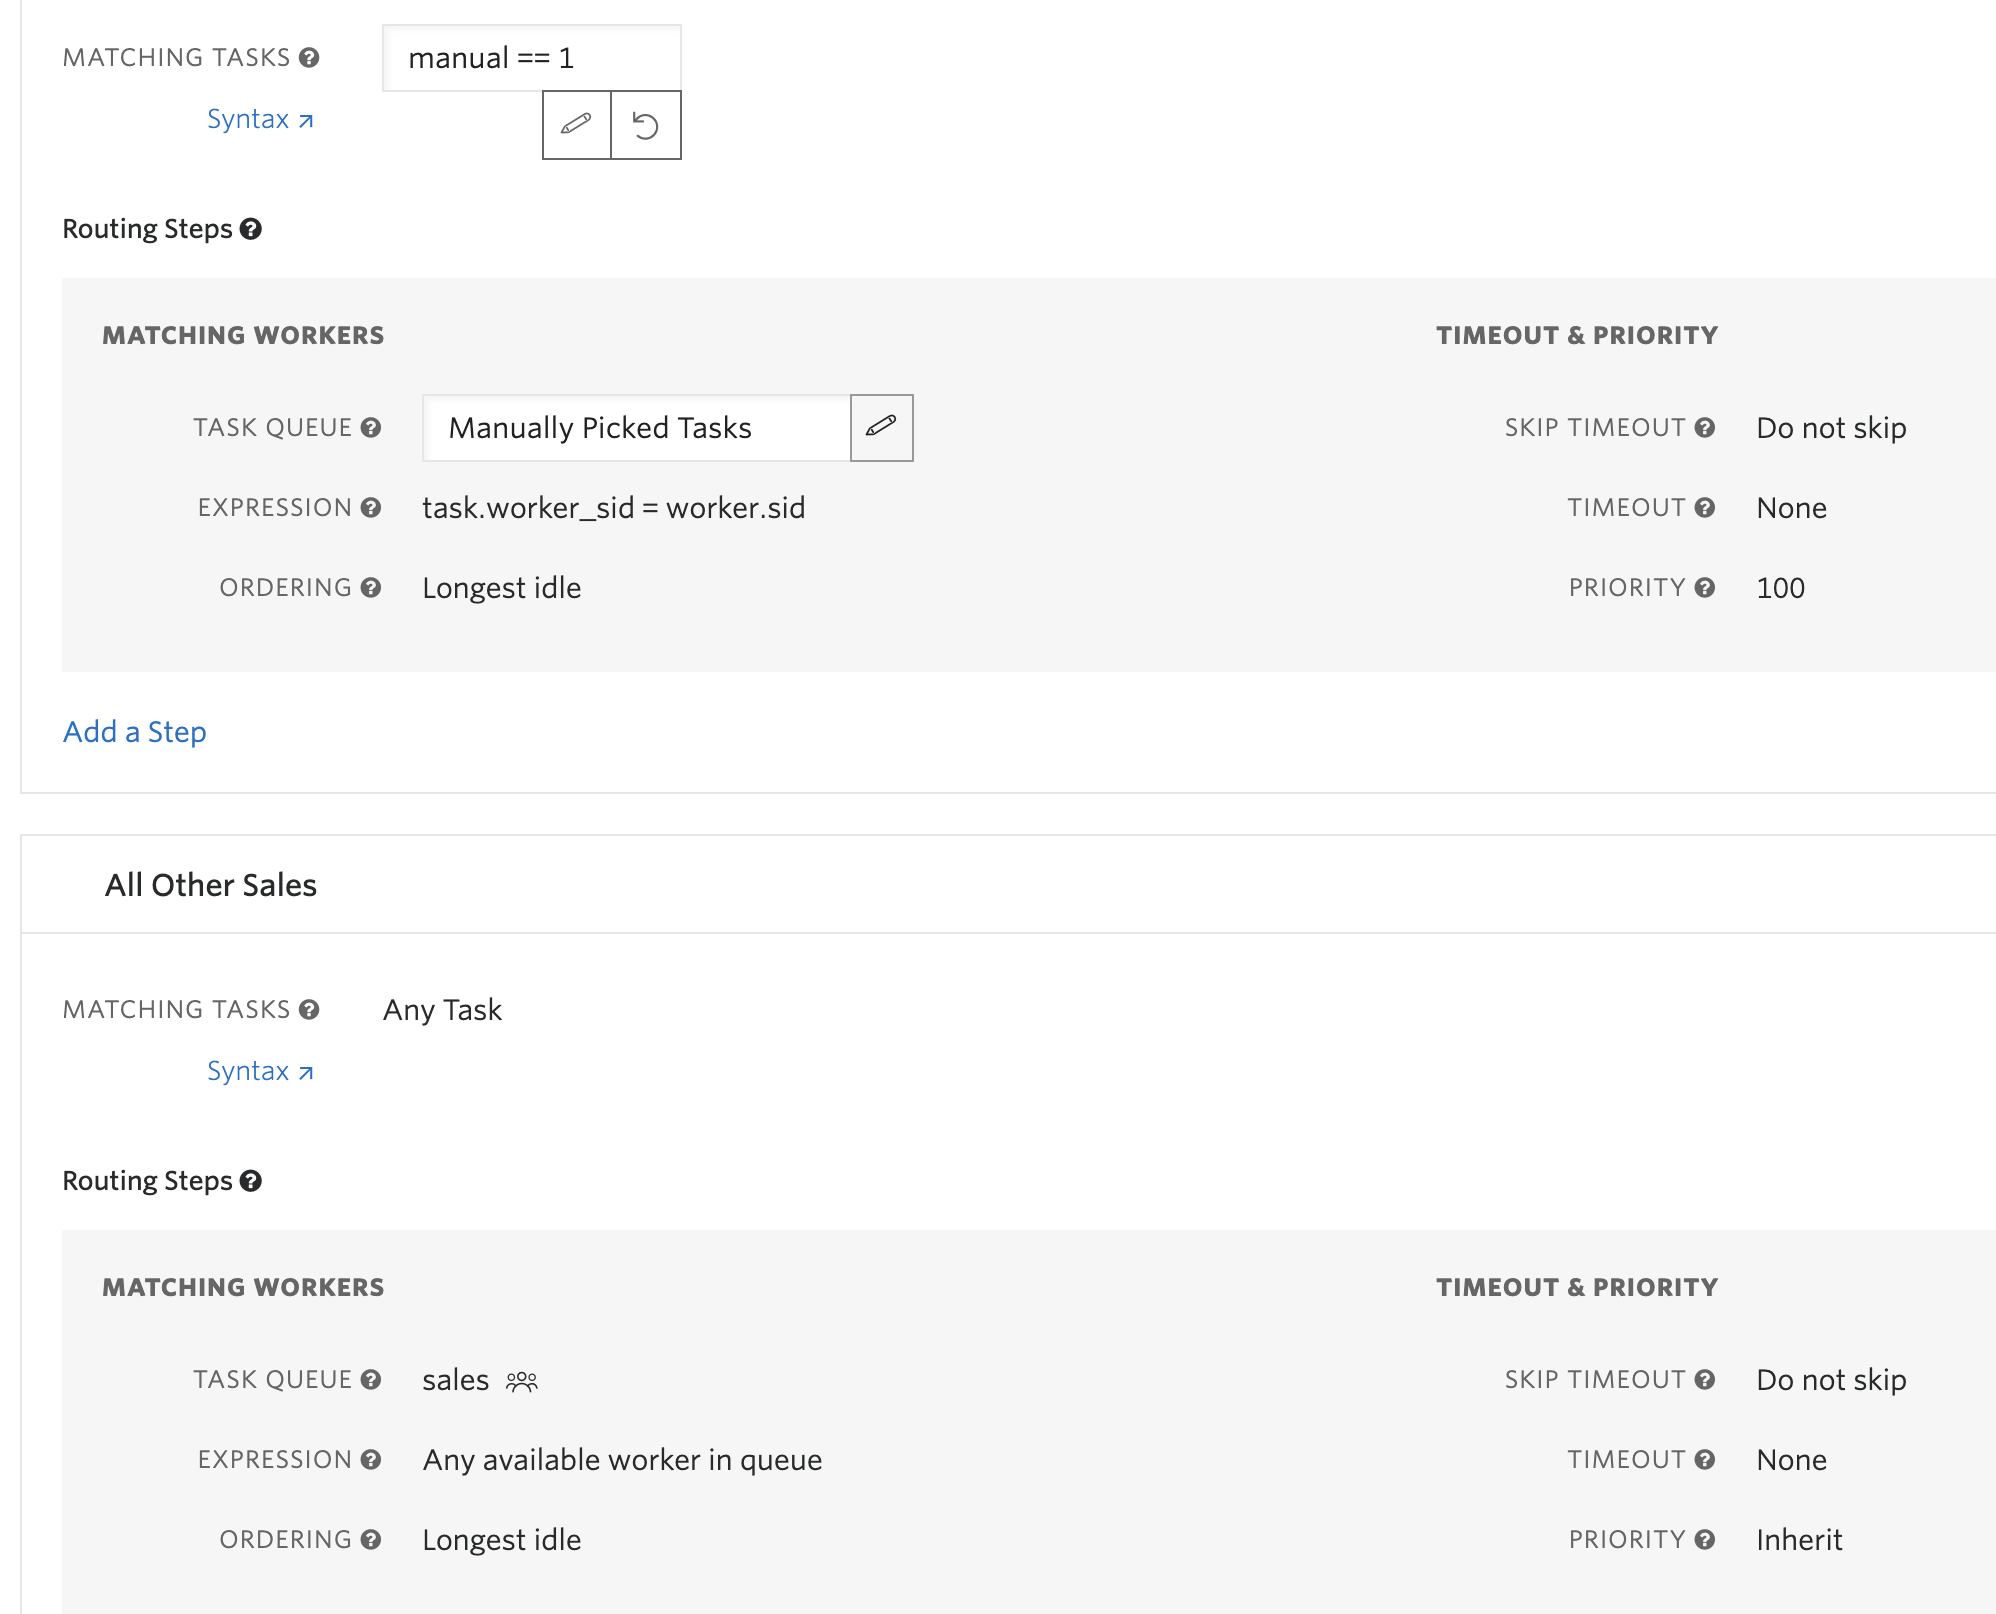 MATCHING TASKS ? manual == 1
Syntax
Routing Steps ?
MATCHING WORKERS TIMEOUT & PRIORITY
TASK QUEUE ? Manually Picked Tasks SKIP TIMEOUT ? Do not skip
EXPRESSION ? task.worker_sid = worker.sid TIMEOUT ? None
ORDERING ? Longest idle PRIORITY ? 100
Add a Step
All Other Sales
MATCHING TASKS ? Any Task
Syntax
Routing Steps ?
MATCHING WORKERS TIMEOUT & PRIORITY
TASK QUEUE ? sales SKIP TIMEOUT ? Do not skip
EXPRESSION ? Any available worker in queue TIMEOUT ? None
ORDERING ? Longest idle PRIORITY ? Inherit